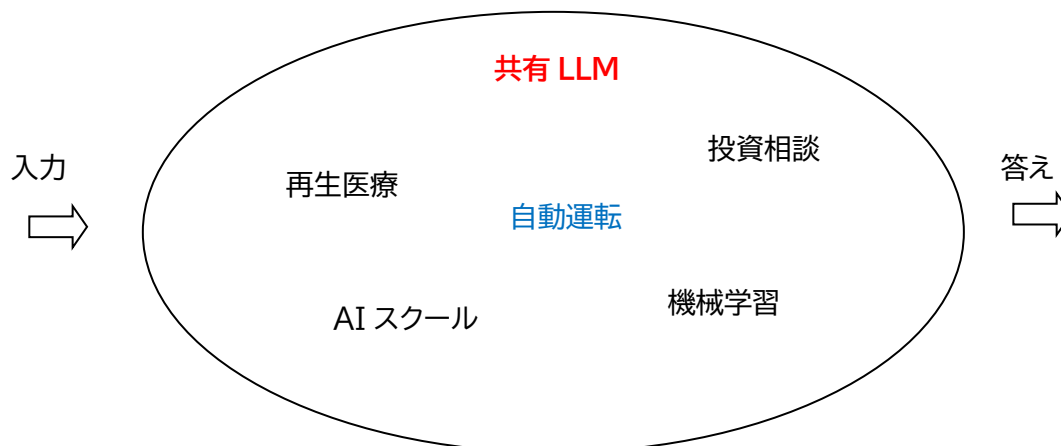 共有 LLM
入力
投資相談
答え
再生医療
自動運転
AI スクール
機械学習